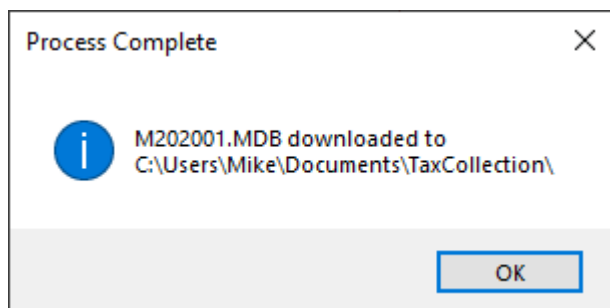 Process Complete
M202001.MDB downloaded to
C:\Users\Mike\Documents\TaxCollection\
OK